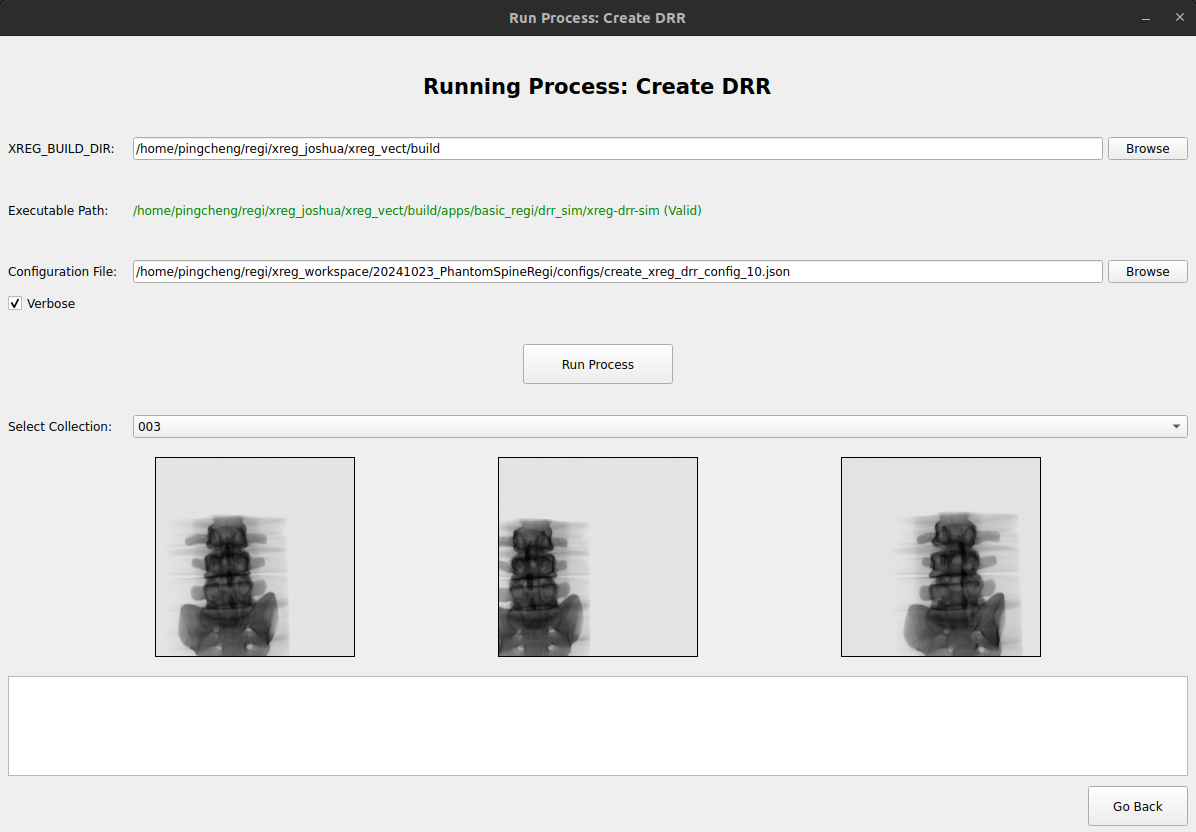 Run Process: Create DRR
Running Process: Create DRR
XREG_BUILD_DIR: /home/pingcheng/regi/xreg_joshua/xreg_vect/build Browse
Executable Path: /home/pingcheng/regi/xreg_joshua/xreg_vect/build/apps/basic_regi/drr_sim/xreg-drr-sim (Valid)
Configuration File: /home/pingcheng/regi/xreg_workspace/20241023_PhantomSpineRegi/configs/create_xreg_drr_config_10.json Browse
Verbose
Run Process
Select Collection: 003
Go Back